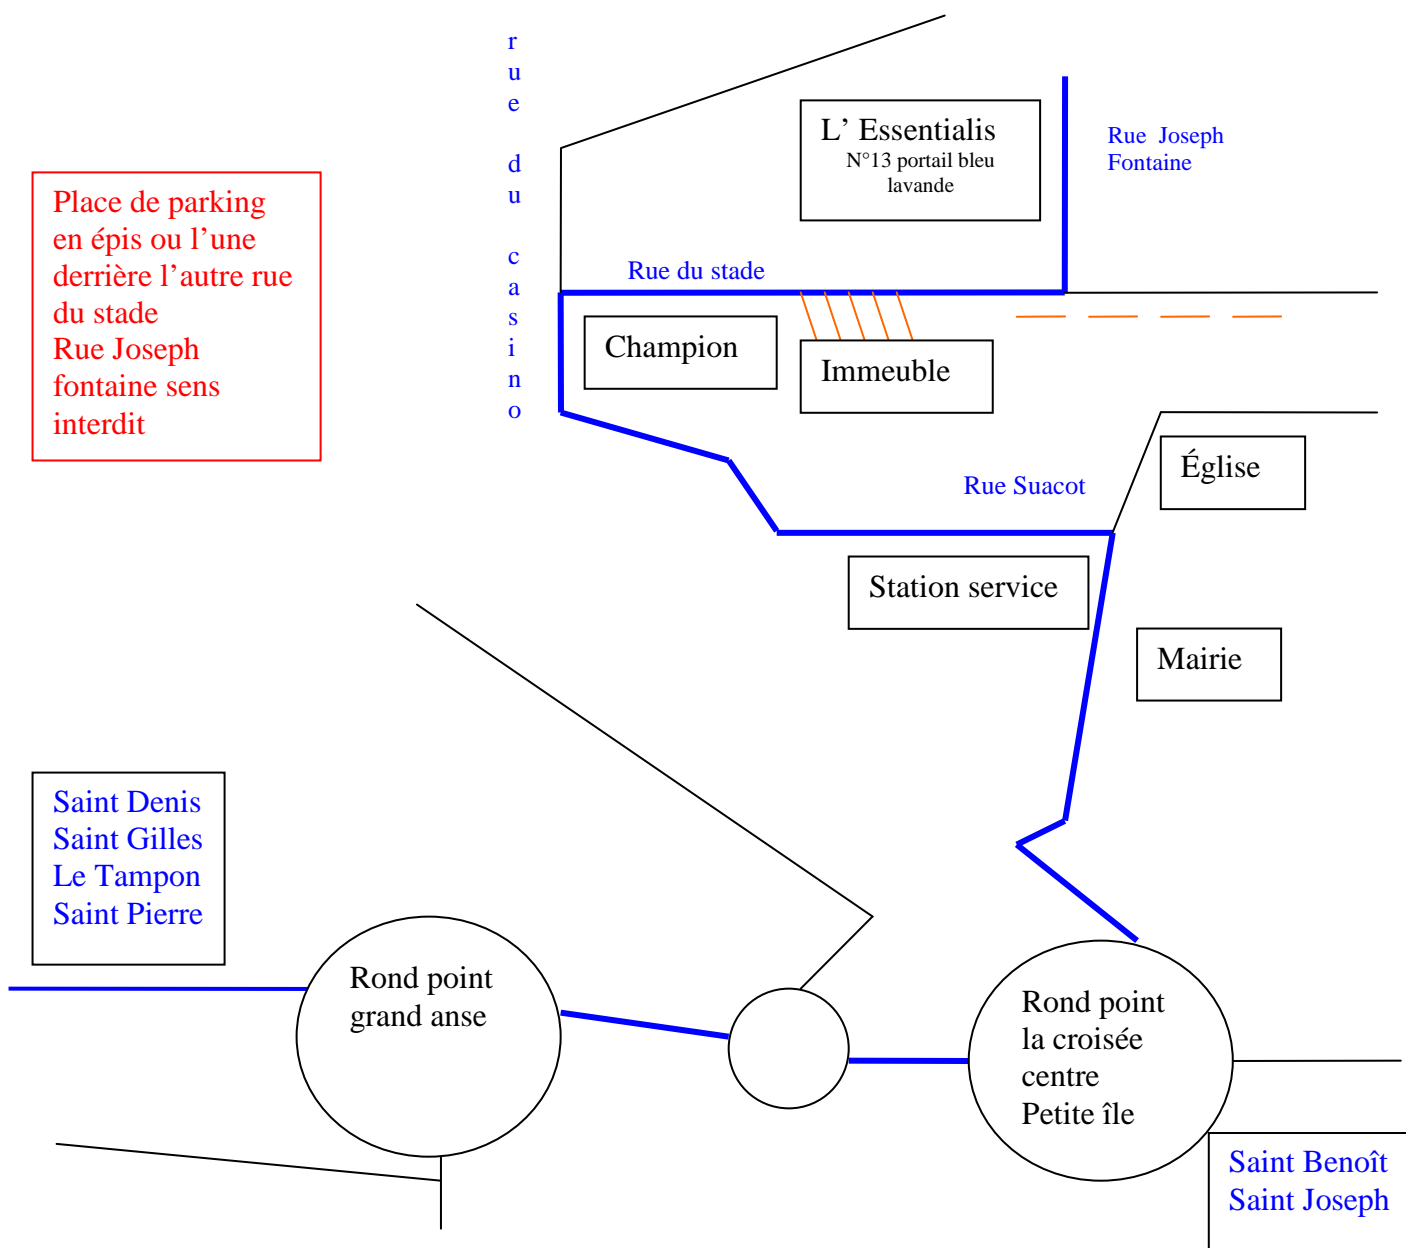 rue du casino
L’ Essentialis
N°13 portail bleu
lavande
Rue Joseph
Fontaine
Place de parking
en épis ou l’une
derrière l’autre rue
du stade
Rue Joseph
fontaine sens
interdit
Rue du stade
Champion
Immeuble
Église
Rue Suacot
Station service
Mairie
Saint Denis
Saint Gilles
Le Tampon
Saint Pierre
Rond point
grand anse
Rond point
la croisée
centre
Petite île
Saint Benoît
Saint Joseph